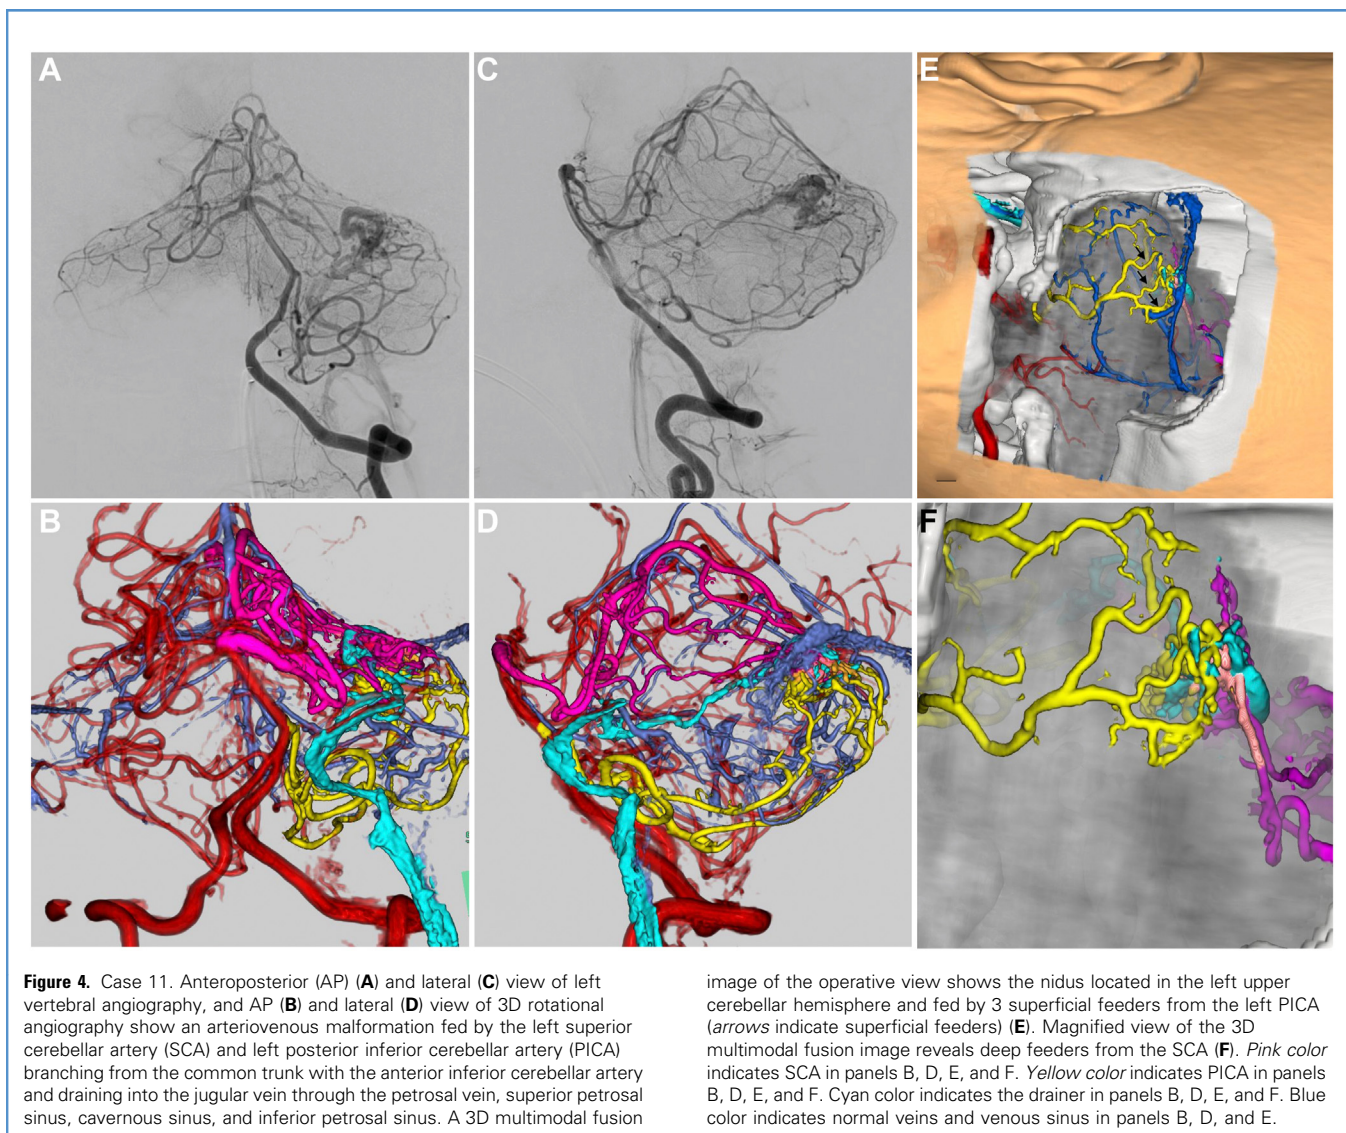 A
C
E
B
D
F
Figure 4. Case 11. Anteroposterior (AP) (A) and lateral (C) view of left
vertebral angiography, and AP (B) and lateral (D) view of 3D rotational
angiography show an arteriovenous malformation fed by the left superior
cerebellar artery (SCA) and left posterior inferior cerebellar artery (PICA)
branching from the common trunk with the anterior inferior cerebellar artery
and draining into the jugular vein through the petrosal vein, superior petrosal
sinus, cavernous sinus, and inferior petrosal sinus. A 3D multimodal fusion
image of the operative view shows the nidus located in the left upper
cerebellar hemisphere and fed by 3 superficial feeders from the left PICA
(arrows indicate superficial feeders) (E). Magnified view of the 3D
multimodal fusion image reveals deep feeders from the SCA (F). Pink color
indicates SCA in panels B, D, E, and F. Yellow color indicates PICA in panels
B, D, E, and F. Cyan color indicates the drainer in panels B, D, E, and F. Blue
color indicates normal veins and venous sinus in panels B, D, and E.